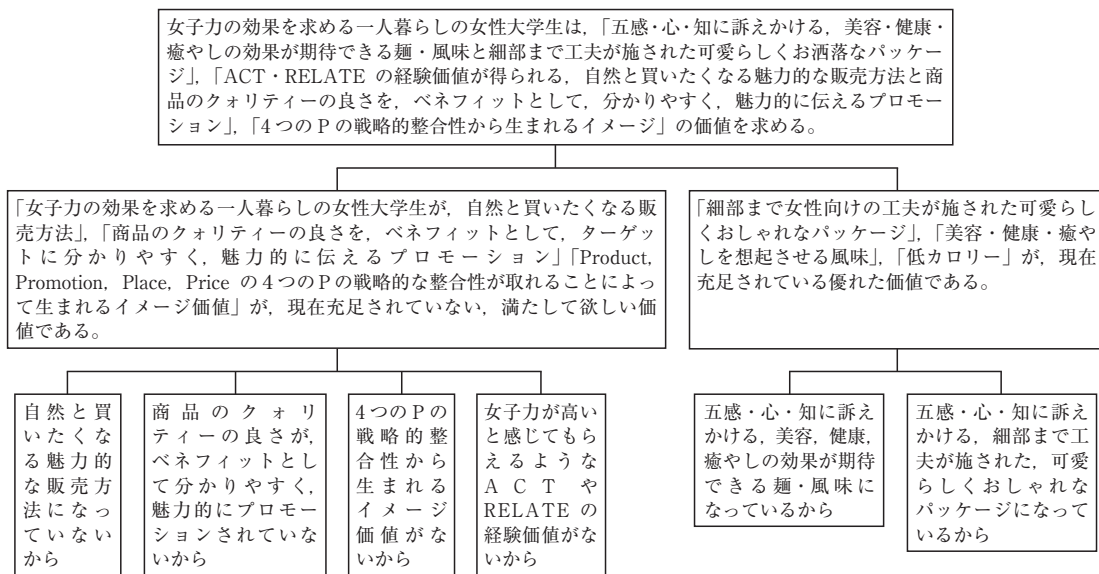 女子力の効果を求める一人暮らしの女性大学生は，「五感・心・知に訴えかける，美容・健康・
癒やしの効果が期待できる麺・風味と細部まで工夫が施された可愛らしくお洒落なパッケー
ジ」，「ACT・RELATE の経験価値が得られる，自然と買いたくなる魅力的な販売方法と商
品のクォリティーの良さを，ベネフィットとして，分かりやすく，魅力的に伝えるプロモー
ション」，「4つのPの戦略的整合性から生まれるイメージ」の価値を求める。
「女子力の効果を求める一人暮らしの女性大学生が，自然と買いたくなる販
売方法」，「商品のクォリティーの良さを，ベネフィットとして，ターゲッ
トに分かりやすく，魅力的に伝えるプロモーション」「Product,
Promotion，Place，Price の4つのPの戦略的な整合性が取れることによっ
て生まれるイメージ価値」が，現在充足されていない，満たして欲しい価
値である。
「細部まで女性向けの工夫が施された可愛らし
くおしゃれなパッケージ」，「美容・健康・癒や
しを想起させる風味」，「低カロリー」が，現在
充足されている優れた価値である。
自然と買
いたくな
る魅力的
な販売方
法になっ
ていない
から
商品のクォリ
ティーの良さが，
ベネフィットとし
て分かりやすく，
魅力的にプロモー
ションされていな
いから
4つのPの
戦略的整
合性から
生まれる
イメージ
価値がな
いから
女子力が高い
と感じてもら
えるような
ACTや
RELATEの
経験価値がな
いから
五感・心・知に訴え
かける，美容，健康，
癒やしの効果が期待
できる麺・風味に
なっているから
五感・心・知に訴え
かける，細部まで工
夫が施された，可愛
らしくおしゃれな
パッケージになって
いるから